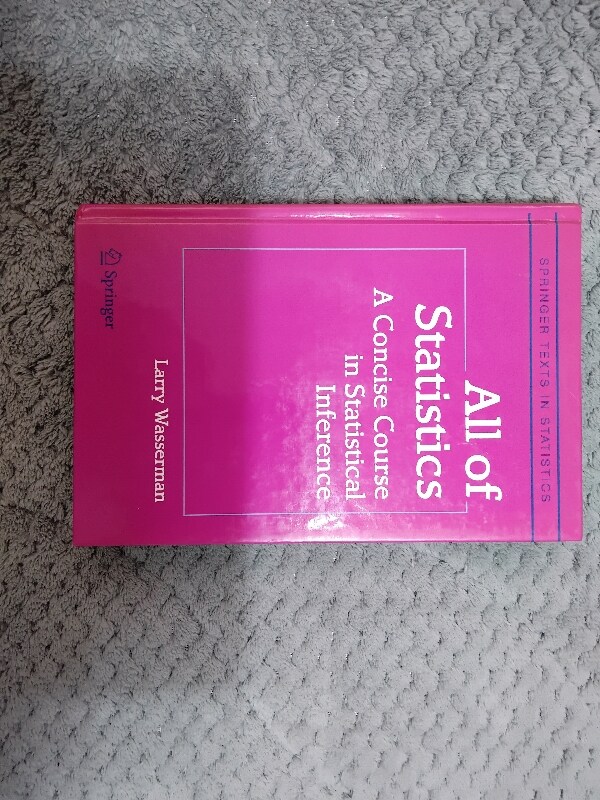 SPRINGER TEXTS IN STATISTICS
All of
Statistics
A Concise Course
in Statistical
Inference
Larry Wasserman
Springer